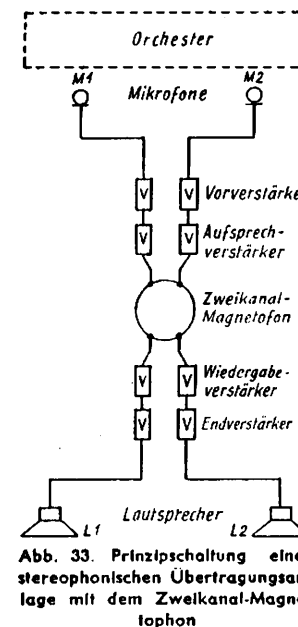 Orchester
M1 M2
Mikrofone
V V Vorverstärke
V V Aufsprech-
verstärker
Zweikanal-
Magnetofon
V V Wiedergabe-
verstärker
V V Endverstärker
Lautsprecher
L1 L2
Abb. 33. Prinzipschaltung eine
stereophonischen Übertragungsan
lage mit dem Zweikanal-Magne
tophon